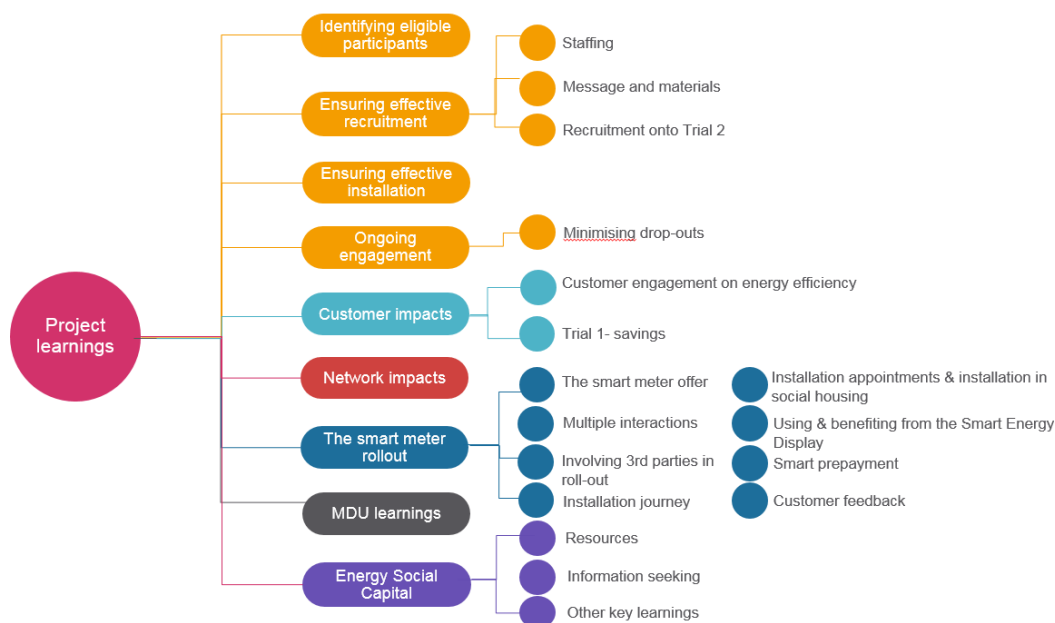 Project
learnings
Identifying eligible
participants
Ensuring effective
recruitment
Staffing
Message and materials
Recruitment onto Trial 2
Ensuring effective
installation
Ongoing
engagement
Minimising drop-outs
Customer impacts
Customer engagement on energy efficiency
Trial 1- savings
Network impacts
The smart meter
rollout
The smart meter offer
Multiple interactions
Involving 3rd parties in
roll-out
Installation journey
Installation appointments & installation in
social housing
Using & benefiting from the Smart Energy
Display
Smart prepayment
Customer feedback
MDU learnings
Energy Social
Capital
Resources
Information seeking
Other key learnings